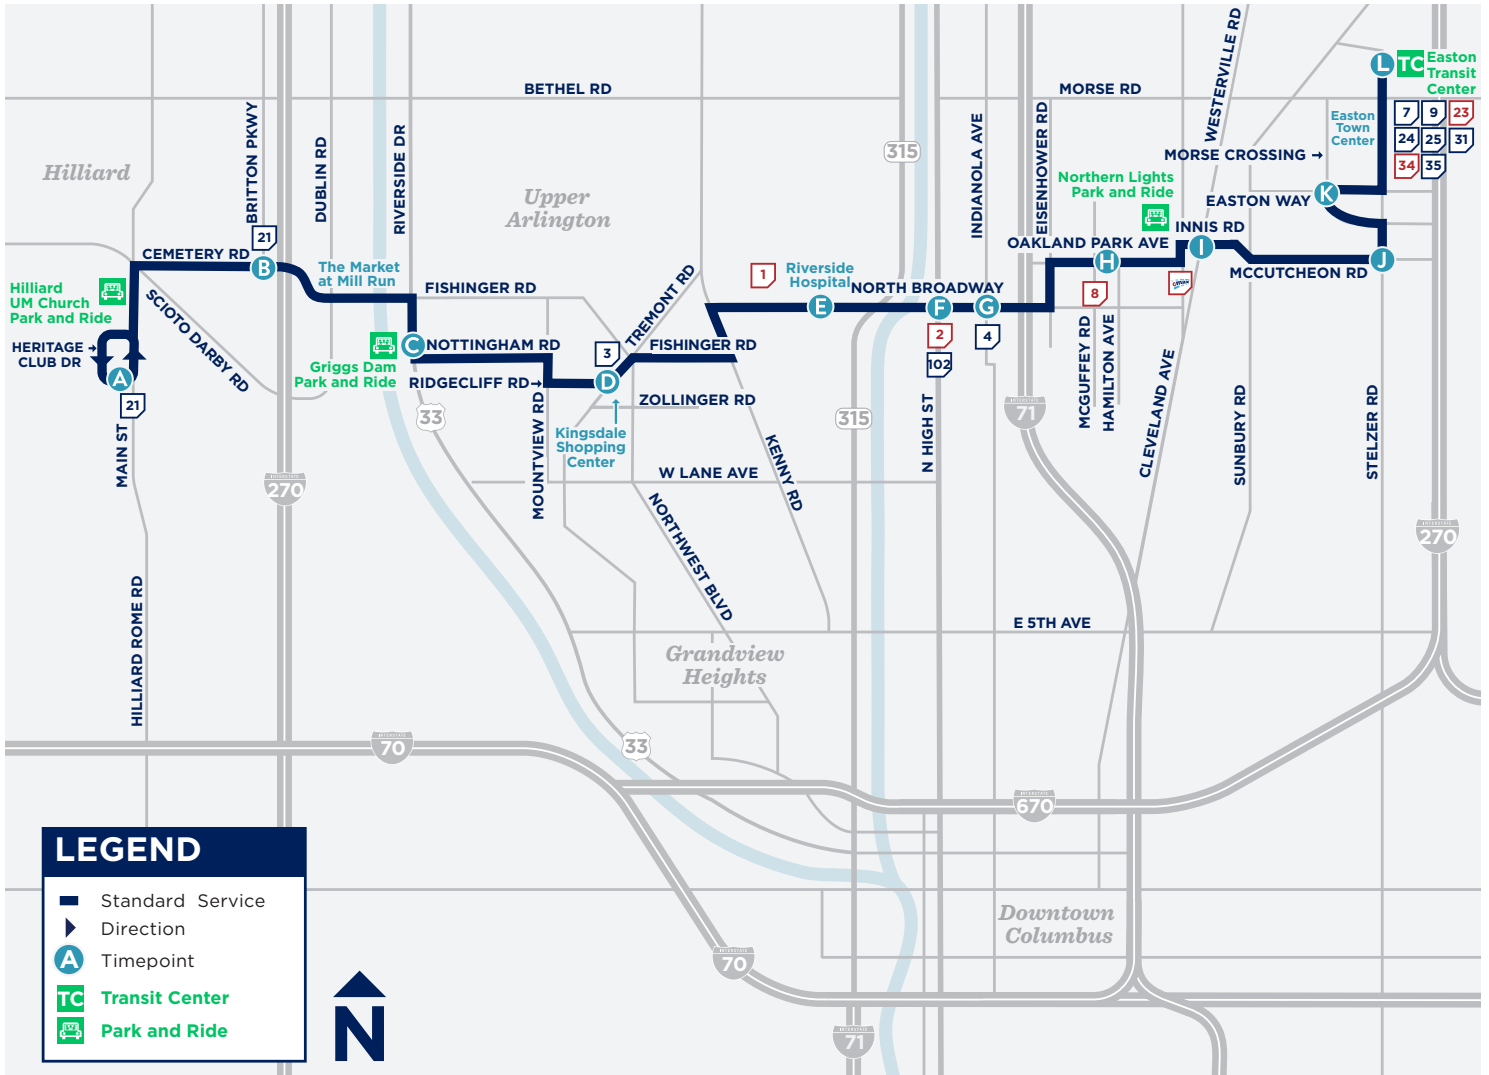 BETHEL RD
MORSE RD
WESTERVILLE RD
L
TC
Easton
Transit
Center
7
9
23
24
25
31
34
35
Easton
Town
Center
BRITTON PKWY
DUBLIN RD
RIVERSIDE DR
315
INDIANOLA AVE
EISENHOWER RD
MORSE CROSSING →
Hilliard
Upper
Arlington
Northern Lights
Park and Ride
K
EASTON WAY
21
CEMETERY RD
B
The Market
at Mill Run
FISHINGER RD
TREMONT RD
1
Riverside
Hospital
E
NORTH BROADWAY
F
G
OAKLAND PARK AVE
H
INNIS RD
I
MCCUTCHEON RD
J
8
2
102
4
Hilliard
UM Church
Park and Ride
SCIOTO DARBY RD
HERITAGE
CLUB DR
→
A
21
MAIN ST
C
NOTTINGHAM RD
Griggs Dam
Park and Ride
RIDGECLIFF RD→
3
D
FISHINGER RD
ZOLLINGER RD
Kingsdale
Shopping
Center
33
MOUNTVIEW RD
W LANE AVE
KENNY RD
NORTHWEST BLVD
315
N HIGH ST
71
MCGUFFEY RD
HAMILTON AVE
CLEVELAND AVE
SUNBURY RD
STELZER RD
INTERSTATE
270
INTERSTATE
270
HILLIARD ROME RD
E 5TH AVE
Grandview
Heights
INTERSTATE
70
33
INTERSTATE
670
Downtown
Columbus
INTERSTATE
70
INTERSTATE
71
LEGEND
Standard Service
Direction
A
Timepoint
TC
Transit Center
Park and Ride
N